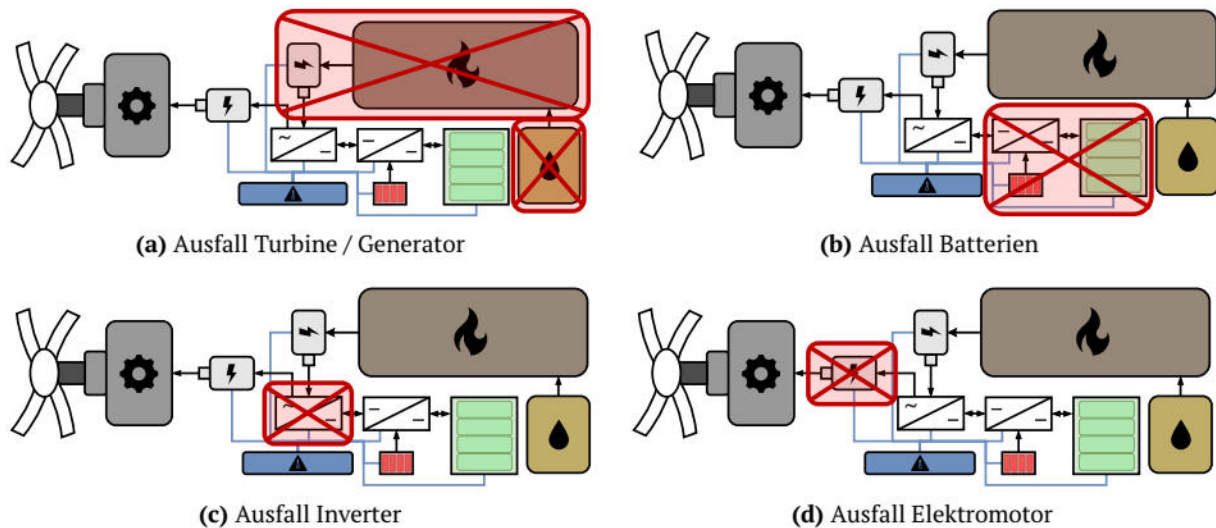 (a) Ausfall Turbine / Generator
(b) Ausfall Batterien
(c) Ausfall Inverter
(d) Ausfall Elektromotor